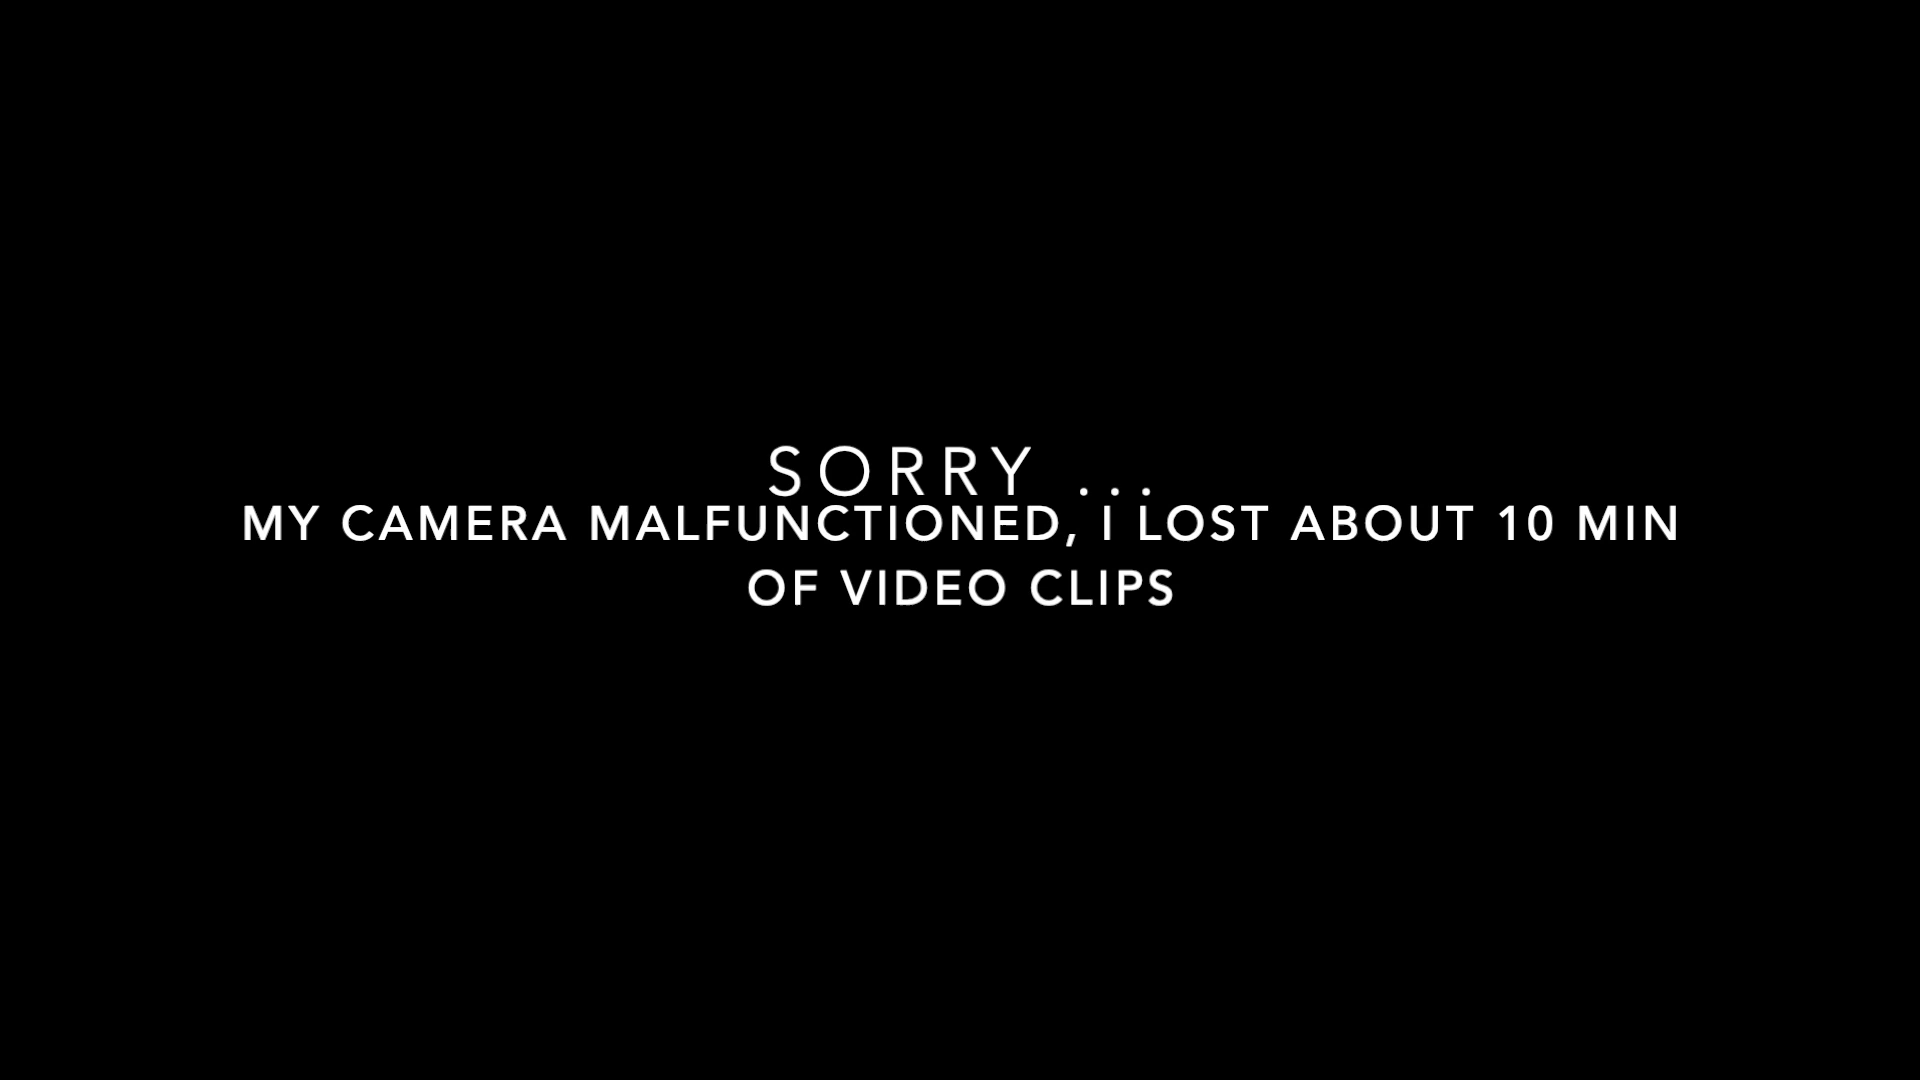 SORRY ...
MY CAMERA MALFUNCTIONED, I LOST ABOUT 10 MIN
OF VIDEO CLIPS